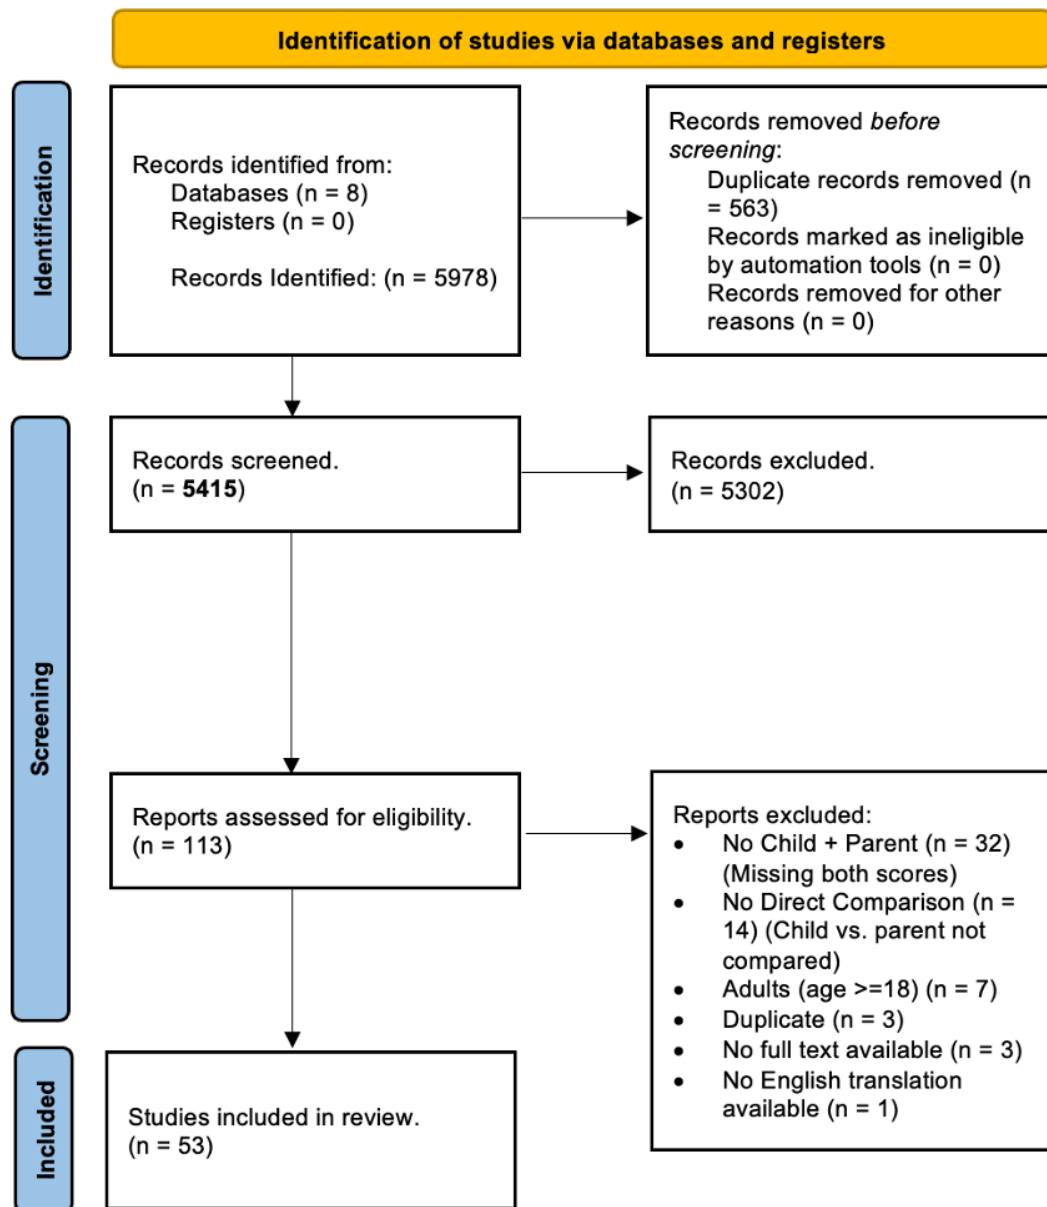 Identification of studies via databases and registers
Identification
Records identified from:
Databases (n = 8)
Registers (n = 0)
Records Identified: (n = 5978)
Records removed before
screening:
Duplicate records removed (n
= 563)
Records marked as ineligible
by automation tools (n = 0)
Records removed for other
reasons (n = 0)
Screening
Records screened.
(n = 5415)
Records excluded.
(n = 5302)
Reports assessed for eligibility.
(n = 113)
Reports excluded:
• No Child + Parent (n = 32)
(Missing both scores)
• No Direct Comparison (n =
14) (Child vs. parent not
compared)
• Adults (age >=18) (n = 7)
• Duplicate (n = 3)
• No full text available (n = 3)
• No English translation
available (n = 1)
Included
Studies included in review.
(n = 53)